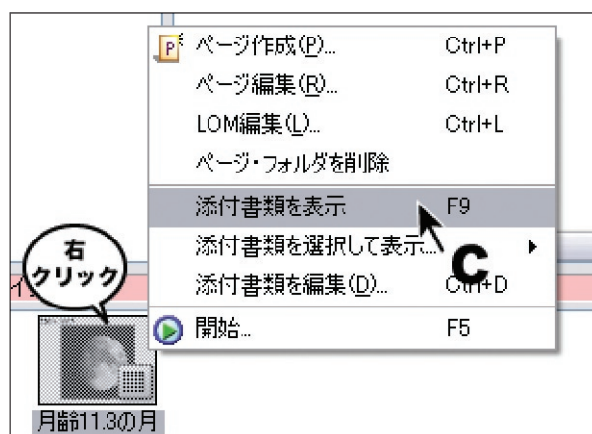 ページ作成(P)... Ctrl+P
ページ編集(R)... Ctrl+R
LOM編集(L)... Ctrl+L
ページ・フォルダを削除
添付書類を表示 F9
添付書類を選択して表示...
C
添付書類を編集(D)... Ctrl+D
開始... F5
右
クリック
月齢11.3の月